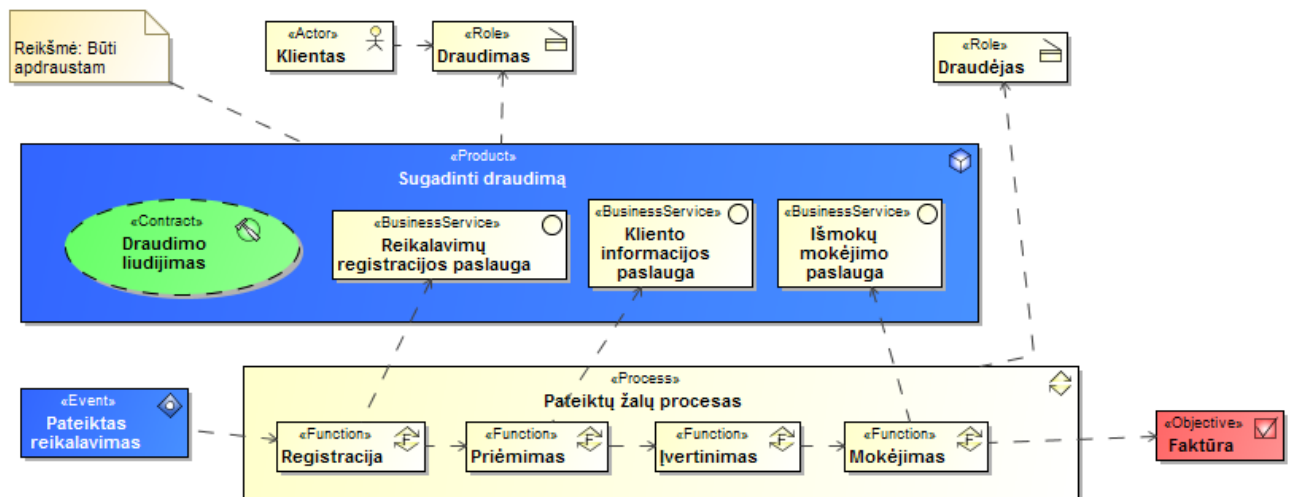 Reikšmė: Būti
apdraustam
«Actor»
Klientas
«Role»
Draudimas
«Role»
Draudėjas
«Product»
Sugadinti draudimą
«Contract»
Draudimo
liudijimas
«BusinessService»
Reikalavimų
registracijos paslauga
«BusinessService»
Kliento
informacijos
paslauga
«BusinessService»
Išmokų
mokėjimo
paslauga
«Event»
Pateiktas
reikalavimas
«Process»
Pateiktų žalų procesas
«Function»
Registracija
«Function»
Priėmimas
«Function»
Įvertinimas
«Function»
Mokėjimas
«Objective»
Faktūra